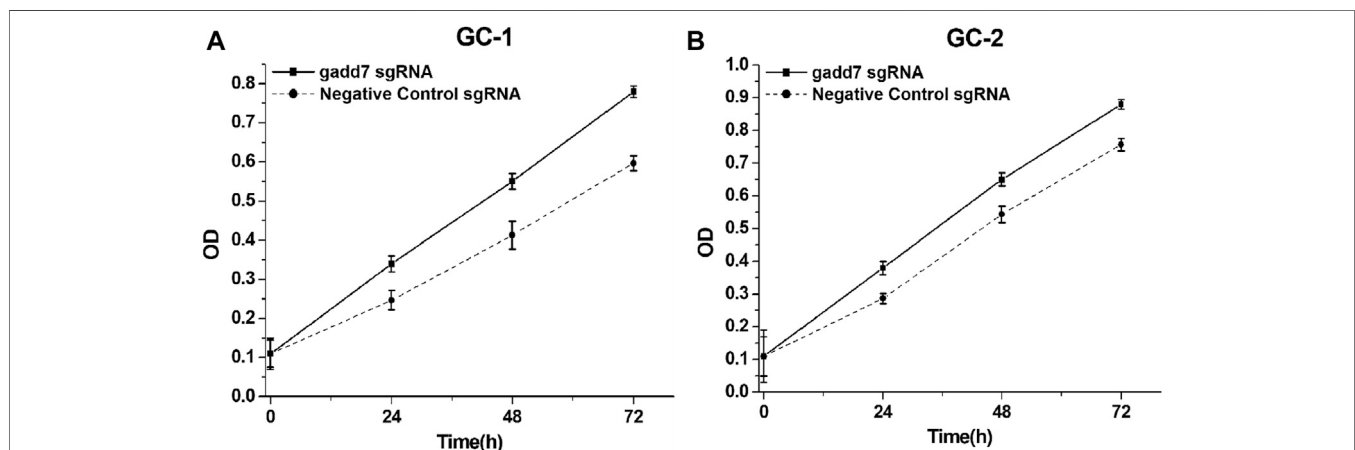 A
GC-1
gadd7 sgRNA
Negative Control sgRNA
0.8
0.7
0.6
0.5
0.4
0.3
0.2
0.1
0.0
OD
0
24
48
72
Time(h)
B
GC-2
gadd7 sgRNA
Negative Control sgRNA
1.0
0.9
0.8
0.7
0.6
0.5
0.4
0.3
0.2
0.1
0.0
OD
0
24
48
72
Time(h)